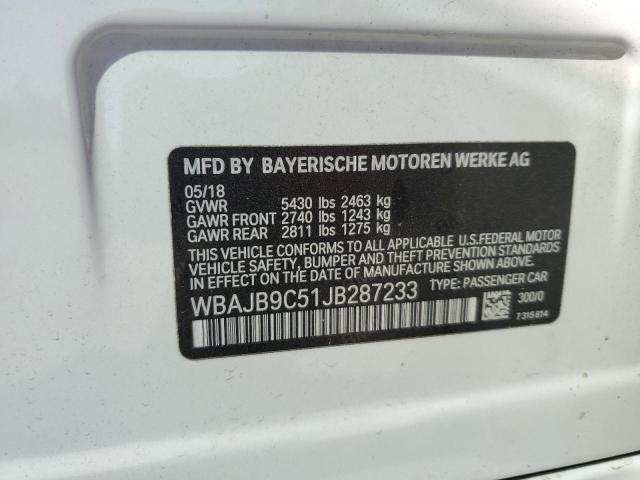 MFD BY BAYERISCHE MOTOREN WERKE AG
05/18
GVWR 5430 lbs 2463 kg
GAWR FRONT 2740 lbs 1243 kg
GAWR REAR 2811 lbs 1275 kg
THIS VEHICLE CONFORMS TO ALL APPLICABLE U.S.FEDERAL MOTOR
VEHICLE SAFETY, BUMPER AND THEFT PREVENTION STANDARDS
IN EFFECT ON THE DATE OF MANUFACTURE SHOWN ABOVE.
WBAJB9C51JB287233 TYPE: PASSENGER CAR
300/0
7315814